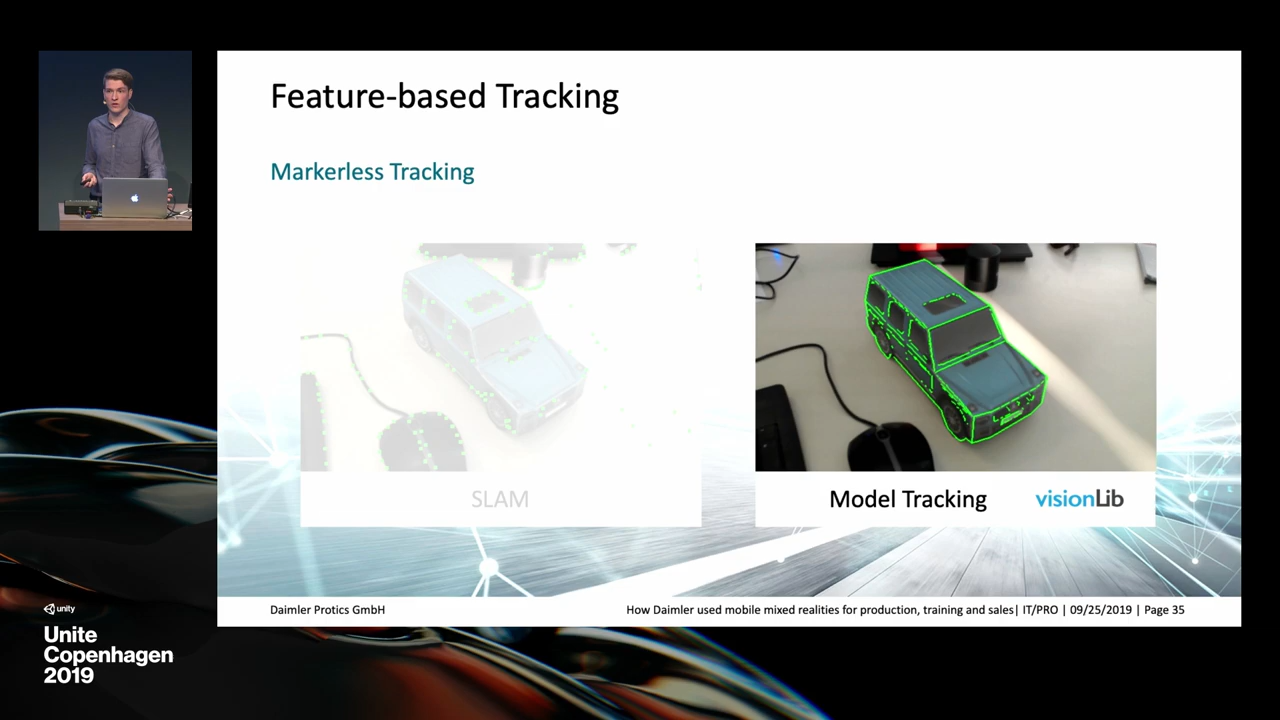 Feature-based Tracking
Markerless Tracking
SLAM
Model Tracking
visionLib
Daimler Protics GmbH
How Daimler used mobile mixed realities for production, training and sales| IT/PRO | 09/25/2019 | Page 35
unity
Unite
Copenhagen
2019